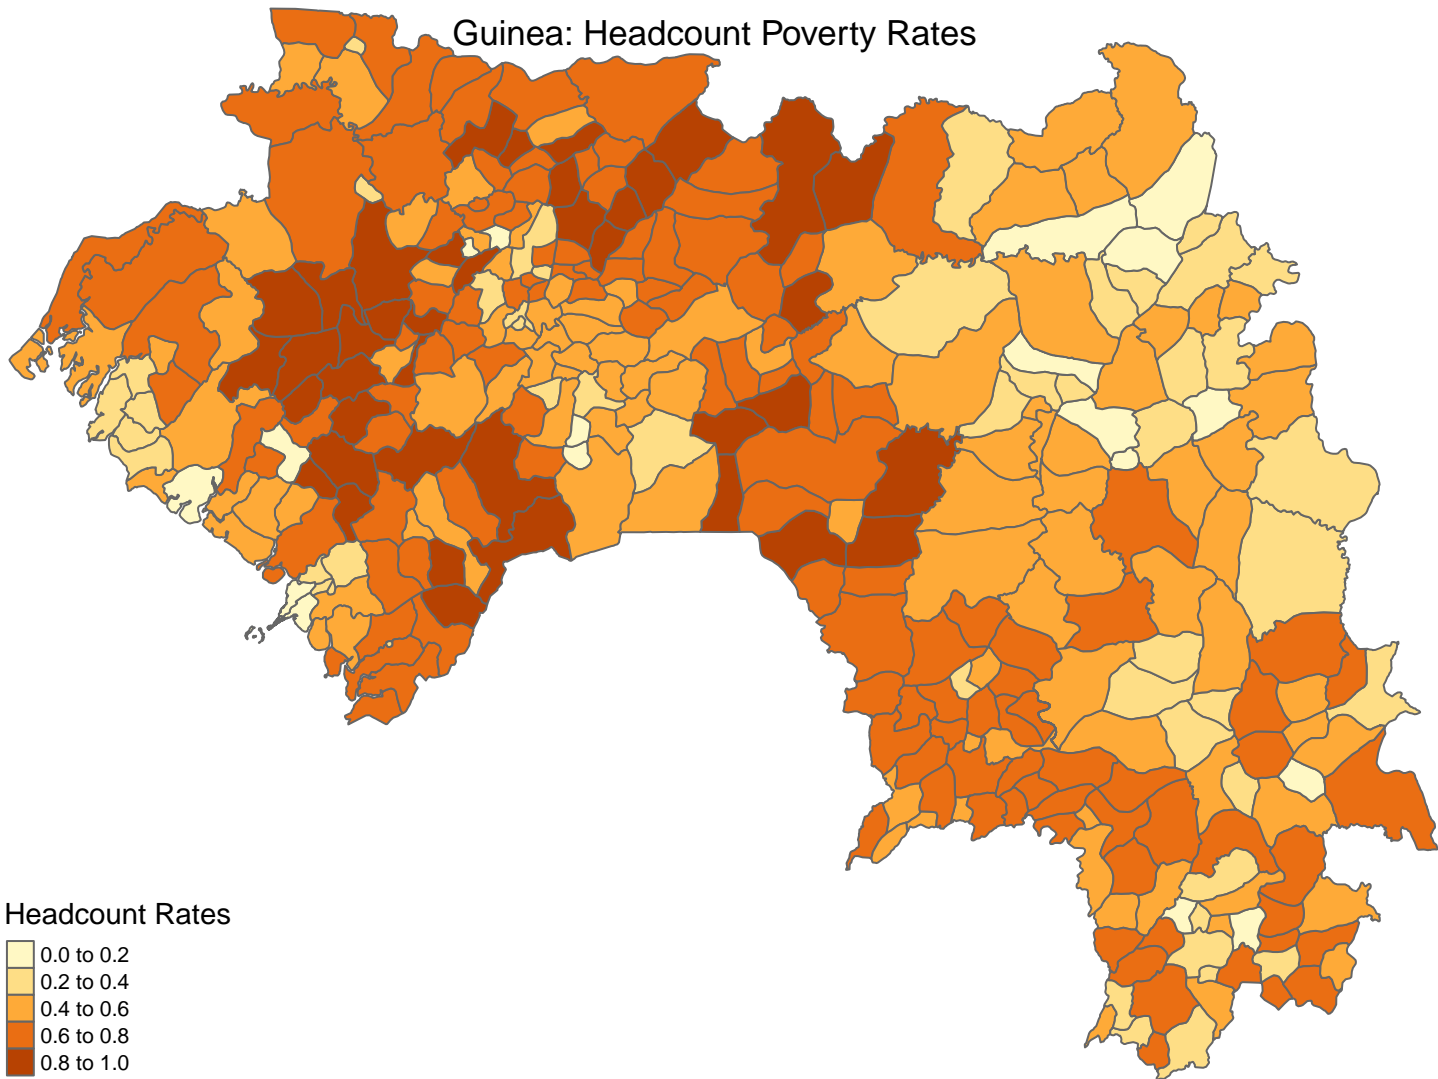 Guinea: Headcount Poverty Rates
Headcount Rates
0.0 to 0.2
0.2 to 0.4
0.4 to 0.6
0.6 to 0.8
0.8 to 1.0